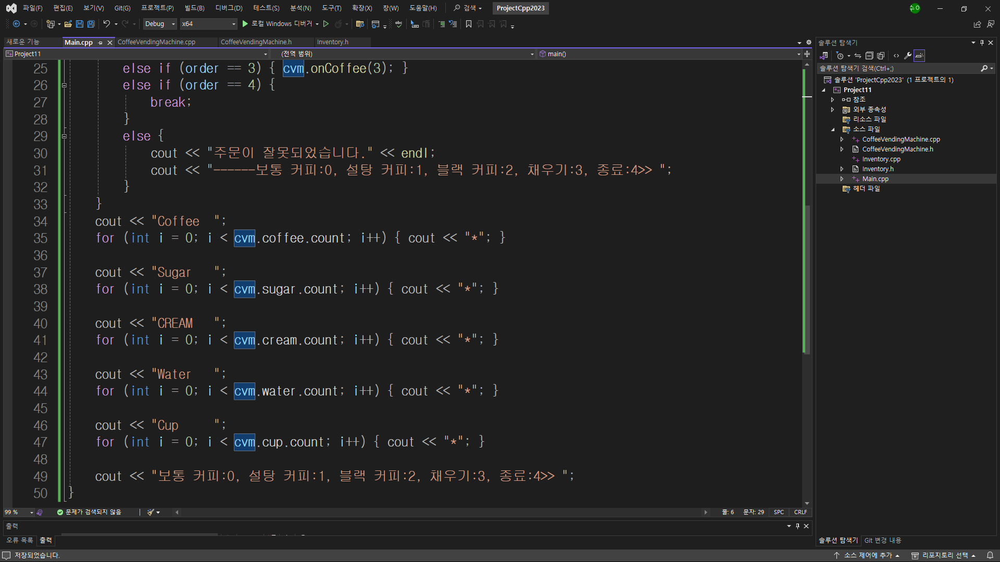 파일(F) 편집(E) 보기(V) Git(G) 프로젝트(P) 빌드(B) 디버그(D) 테스트(S) 분석(N) 도구(T) 확장(X) 창(W) 도움말(H) 검색 ProjectCpp2023 슨O
Debug x64 로컬 Windows 디버거
새로운 기능 Main.cpp CoffeeVendingMachine.cpp CoffeeVendingMachine.h Inventory.h
Project11 (전역 범위) main()
25 else if (order == 3) { cvm.onCoffee(3); }
26 else if (order == 4) {
27 break;
28 }
29 else {
30 cout << "주문이 잘못되었습니다." << endl;
31 cout << "------보통 커피:0, 설탕 커피:1, 블랙 커피:2, 채우기:3, 종료:4>> ";
32 }
33 }
34 cout << "Coffee  ";
35 for (int i = 0; i < cvm.coffee.count; i++) { cout << "*"; }
36
37 cout << "Sugar   ";
38 for (int i = 0; i < cvm.sugar.count; i++) { cout << "*"; }
39
40 cout << "CREAM   ";
41 for (int i = 0; i < cvm.cream.count; i++) { cout << "*"; }
42
43 cout << "Water   ";
44 for (int i = 0; i < cvm.water.count; i++) { cout << "*"; }
45
46 cout << "Cup     ";
47 for (int i = 0; i < cvm.cup.count; i++) { cout << "*"; }
48
49 cout << "보통 커피:0, 설탕 커피:1, 블랙 커피:2, 채우기:3, 종료:4>> ";
50 }
99 % 문제가 검색되지 않음 줄: 6 문자: 29 SPC CRLF
출력
오류 목록 출력
솔루션 탐색기
솔루션 탐색기 검색(Ctrl+;)
솔루션 'ProjectCpp2023' (1 프로젝트의 1)
Project11
참조
외부 종속성
리소스 파일
소스 파일
CoffeeVendingMachine.cpp
CoffeeVendingMachine.h
Inventory.cpp
Inventory.h
Main.cpp
헤더 파일
솔루션 탐색기 Git 변경 내용
저장되었습니다. 소스 제어에 추가 리포지토리 선택